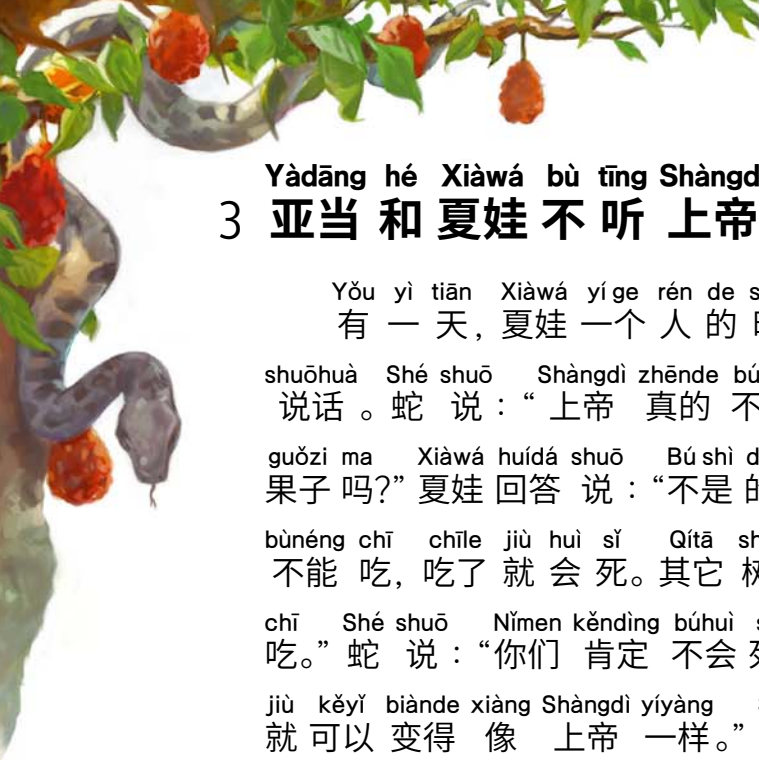 Yàdāng hé Xiàwá bù tīng
3 亚当 和 夏娃 不 听 上帝
Yǒu yì tiān Xiàwá yí ge rén de
有 一 天, 夏娃 一个 人 的
shuōhuà Shé shuō Shàngdì zhēnde
说话 。蛇 说 :“ 上帝 真的 不
guǒzi ma Xiàwá huídá shuō Bú shì
果子 吗?” 夏娃 回答 说 :“不是 的
bùnéng chī chīle jiù huì sǐ Qítā
不能 吃, 吃了 就 会 死。其它 树
chī Shé shuō Nǐmen kěndìng búhuì
吃。” 蛇 说 :“你们 肯定 不会
jiù kěyǐ biànde xiàng Shàngdì yíyàng
就 可以 变得 像 上帝 一样。”